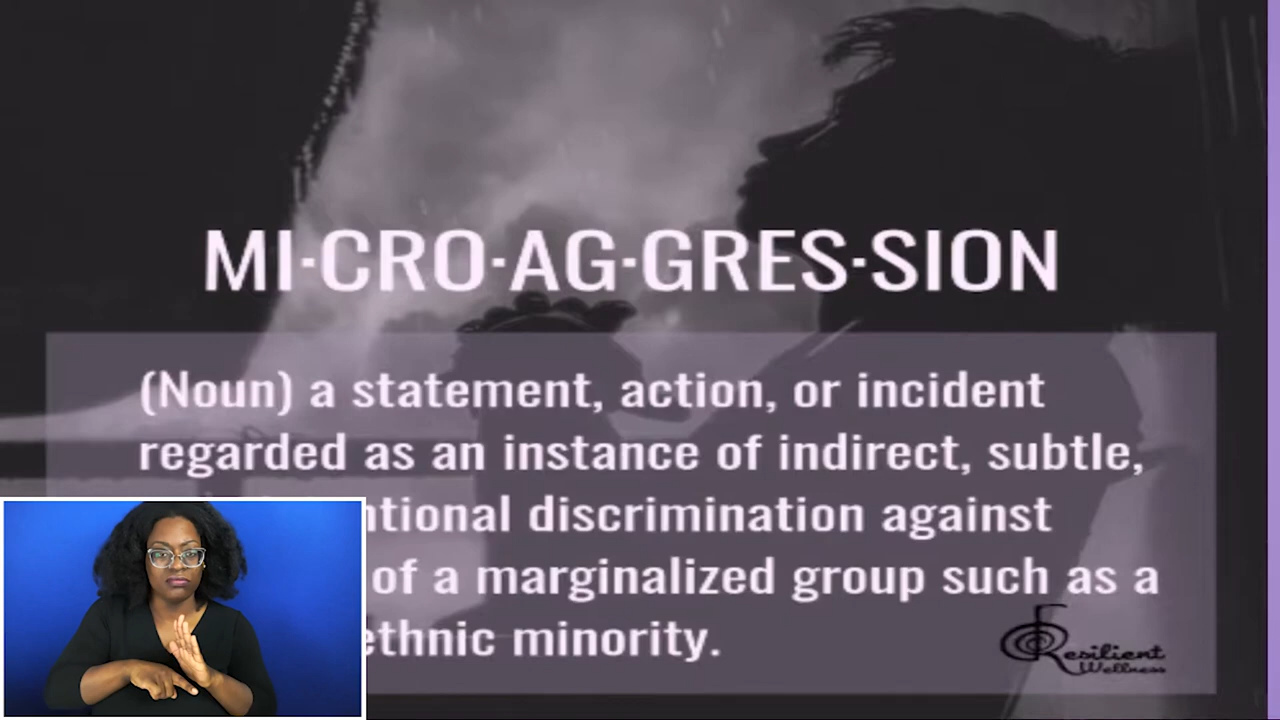 MI·CRO·AG·GRES·SION
(Noun) a statement, action, or incident
regarded as an instance of indirect, subtle,
ntional discrimination against
of a marginalized group such as a
ethnic minority.
Resilient
Wellness